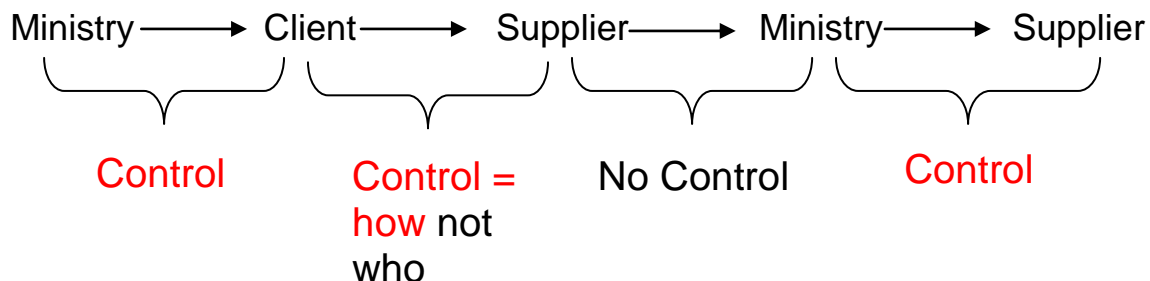 Ministry Client Supplier Ministry Supplier
Control
Control =
how not
who
No Control
Control